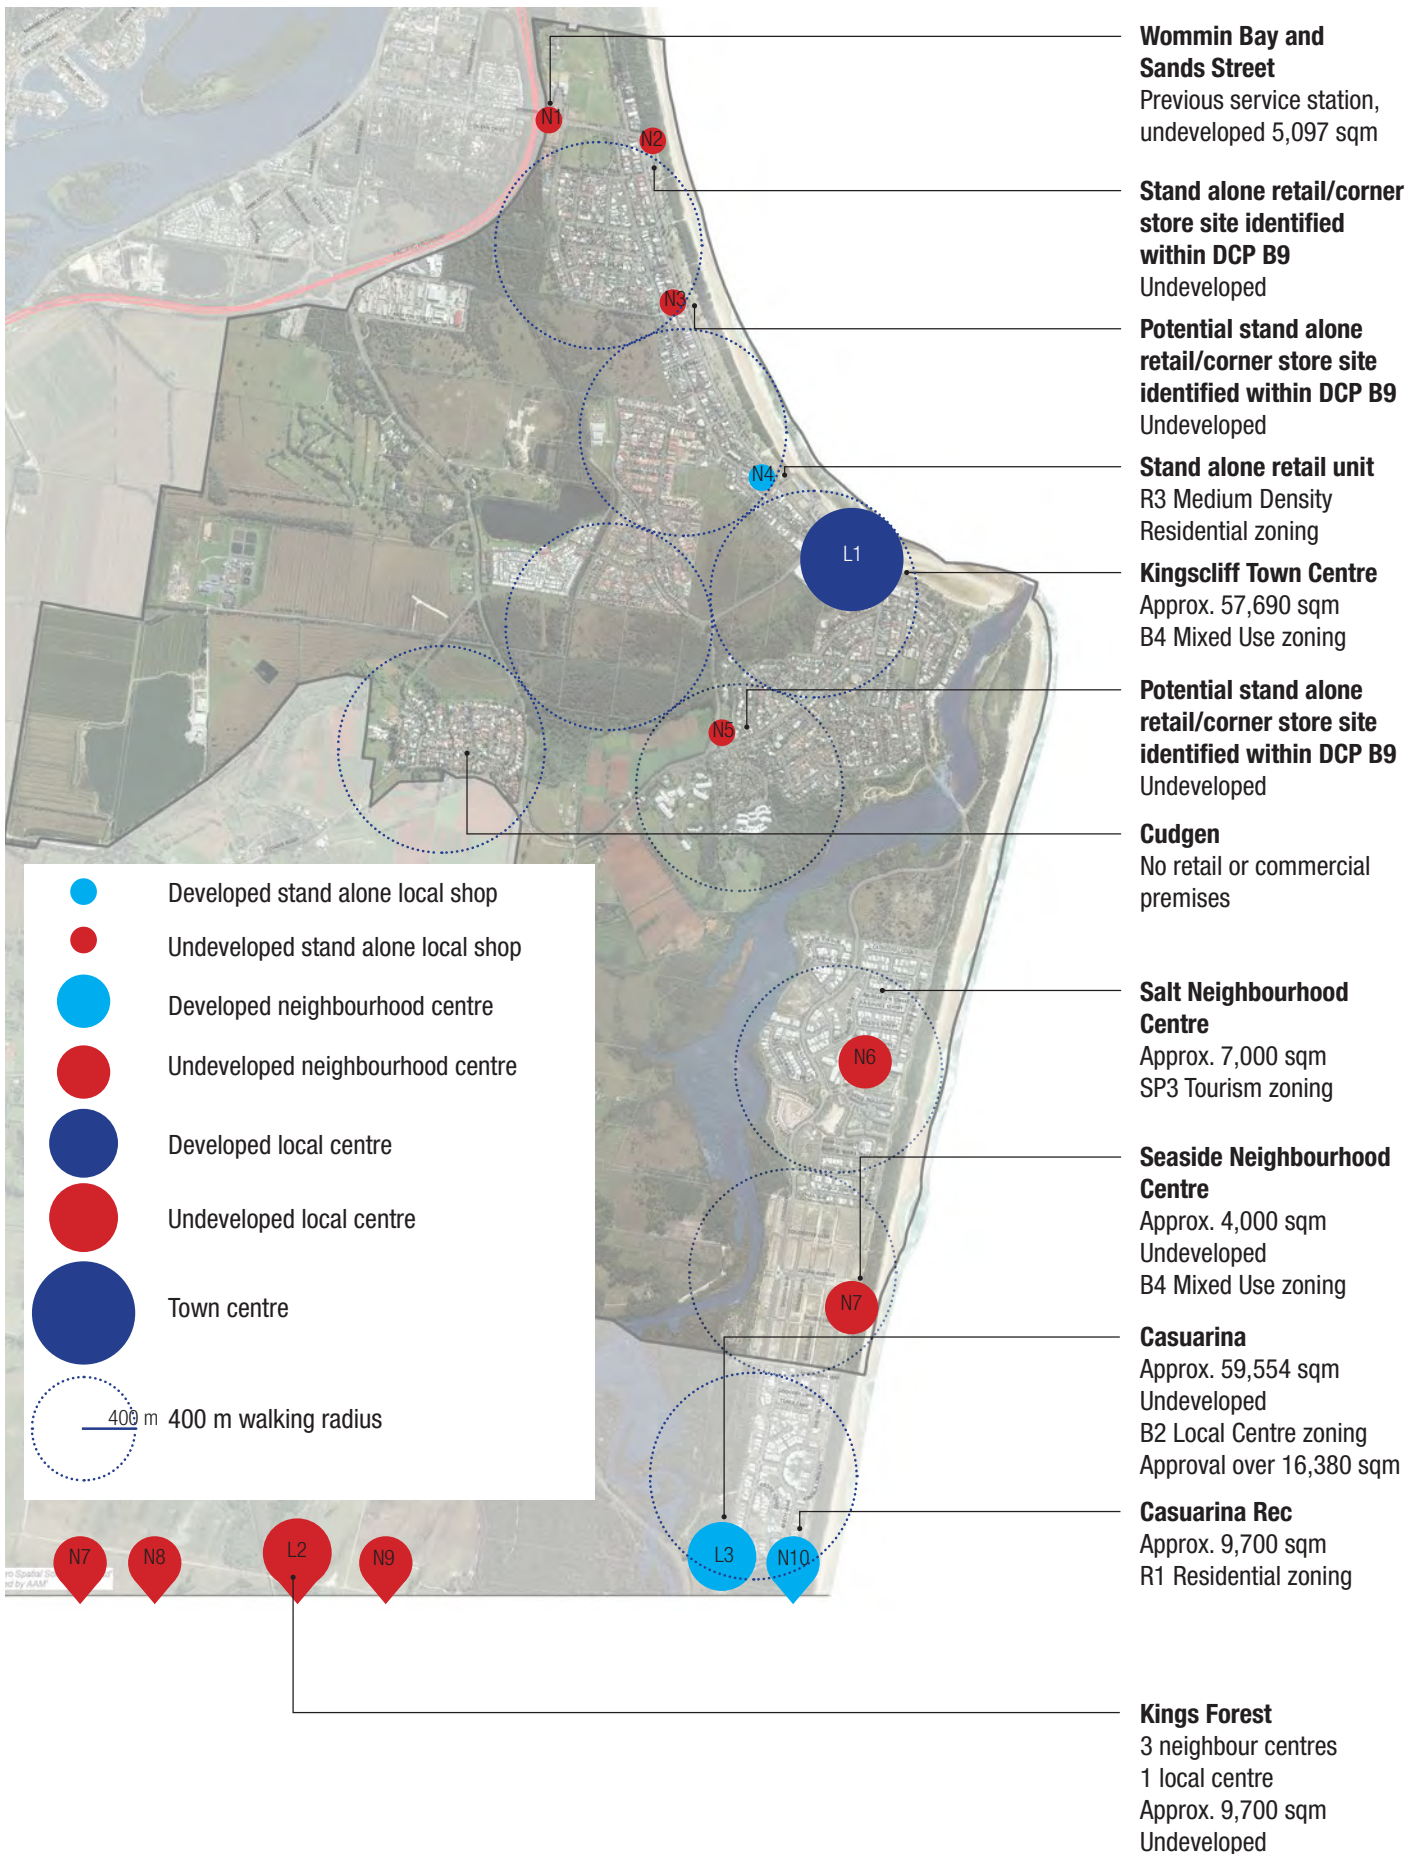 Wommin Bay and
Sands Street
Previous service station,
undeveloped 5,097 sqm
Stand alone retail/corner
store site identified
within DCP B9
Undeveloped
Potential stand alone
retail/corner store site
identified within DCP B9
Undeveloped
Stand alone retail unit
R3 Medium Density
Residential zoning
Kingscliff Town Centre
Approx. 57,690 sqm
B4 Mixed Use zoning
Potential stand alone
retail/corner store site
identified within DCP B9
Undeveloped
Cudgen
No retail or commercial
premises
Salt Neighbourhood
Centre
Approx. 7,000 sqm
SP3 Tourism zoning
Seaside Neighbourhood
Centre
Approx. 4,000 sqm
Undeveloped
B4 Mixed Use zoning
Casuarina
Approx. 59,554 sqm
Undeveloped
B2 Local Centre zoning
Approval over 16,380 sqm
Casuarina Rec
Approx. 9,700 sqm
R1 Residential zoning
Kings Forest
3 neighbour centres
1 local centre
Approx. 9,700 sqm
Undeveloped
N1
N2
N3
N4
L1
N5
N6
N7
L3
N10
N7
N8
L2
N9
PACIFIC HIGHWAY
Developed stand alone local shop
Undeveloped stand alone local shop
Developed neighbourhood centre
Undeveloped neighbourhood centre
Developed local centre
Undeveloped local centre
Town centre
400 m
400 m walking radius
by AAM